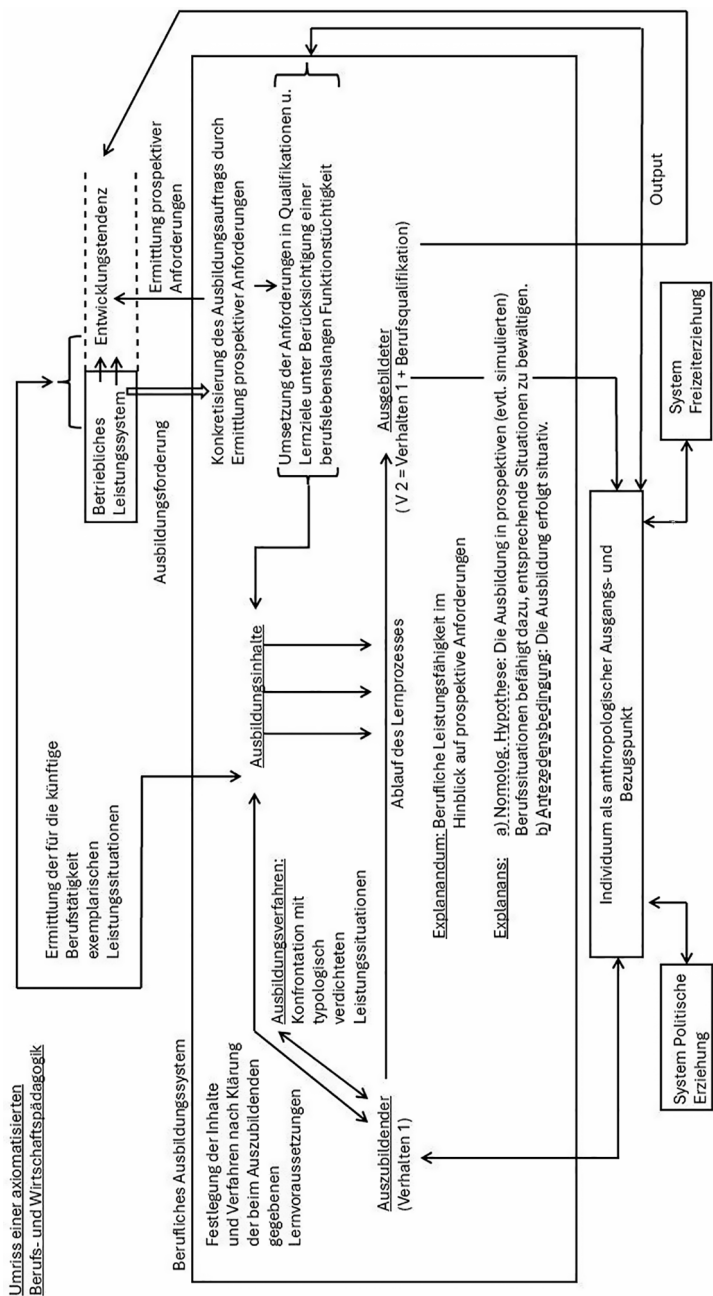 Umriss einer axiomatisierten
Berufs- und Wirtschaftspädagogik
Ermittlung der für die künftige
Berufstätigkeit
exemplarischen
Leistungssituationen
Betriebliches
Leistungssystem
Entwicklungstendenz
Ausbildungsforderung
Ermittlung prospektiver
Anforderungen
Berufliches Ausbildungssystem
Festlegung der Inhalte
und Verfahren nach Klärung
der beim Auszubildenden
gegebenen
Lernvoraussetzungen
Ausbildungsverfahren:
Konfrontation mit
typologisch
verdichteten
Leistungssituationen
Ausbildungsinhalte
Konkretisierung des Ausbildungsauftrags durch
Ermittlung prospektiver Anforderungen
Umsetzung der Anforderungen in Qualifikationen u.
Lernziele unter Berücksichtigung einer
berufslebenslangen Funktionstüchtigkeit
Auszubildender
(Verhalten 1)
Ablauf des Lernprozesses
Ausgebildeter
( V 2 = Verhalten 1 + Berufsqualifikation)
Explanandum: Berufliche Leistungsfähigkeit im
Hinblick auf prospektive Anforderungen
Explanans:
a) Nomolog. Hypothese: Die Ausbildung in prospektiven (evtl. simulierten)
Berufssituationen befähigt dazu, entsprechende Situationen zu bewältigen.
b) Antezedensbedingung: Die Ausbildung erfolgt situativ.
Output
Individuum als anthropologischer Ausgangs- und
Bezugspunkt
System Politische
Erziehung
System
Freizeiterziehung